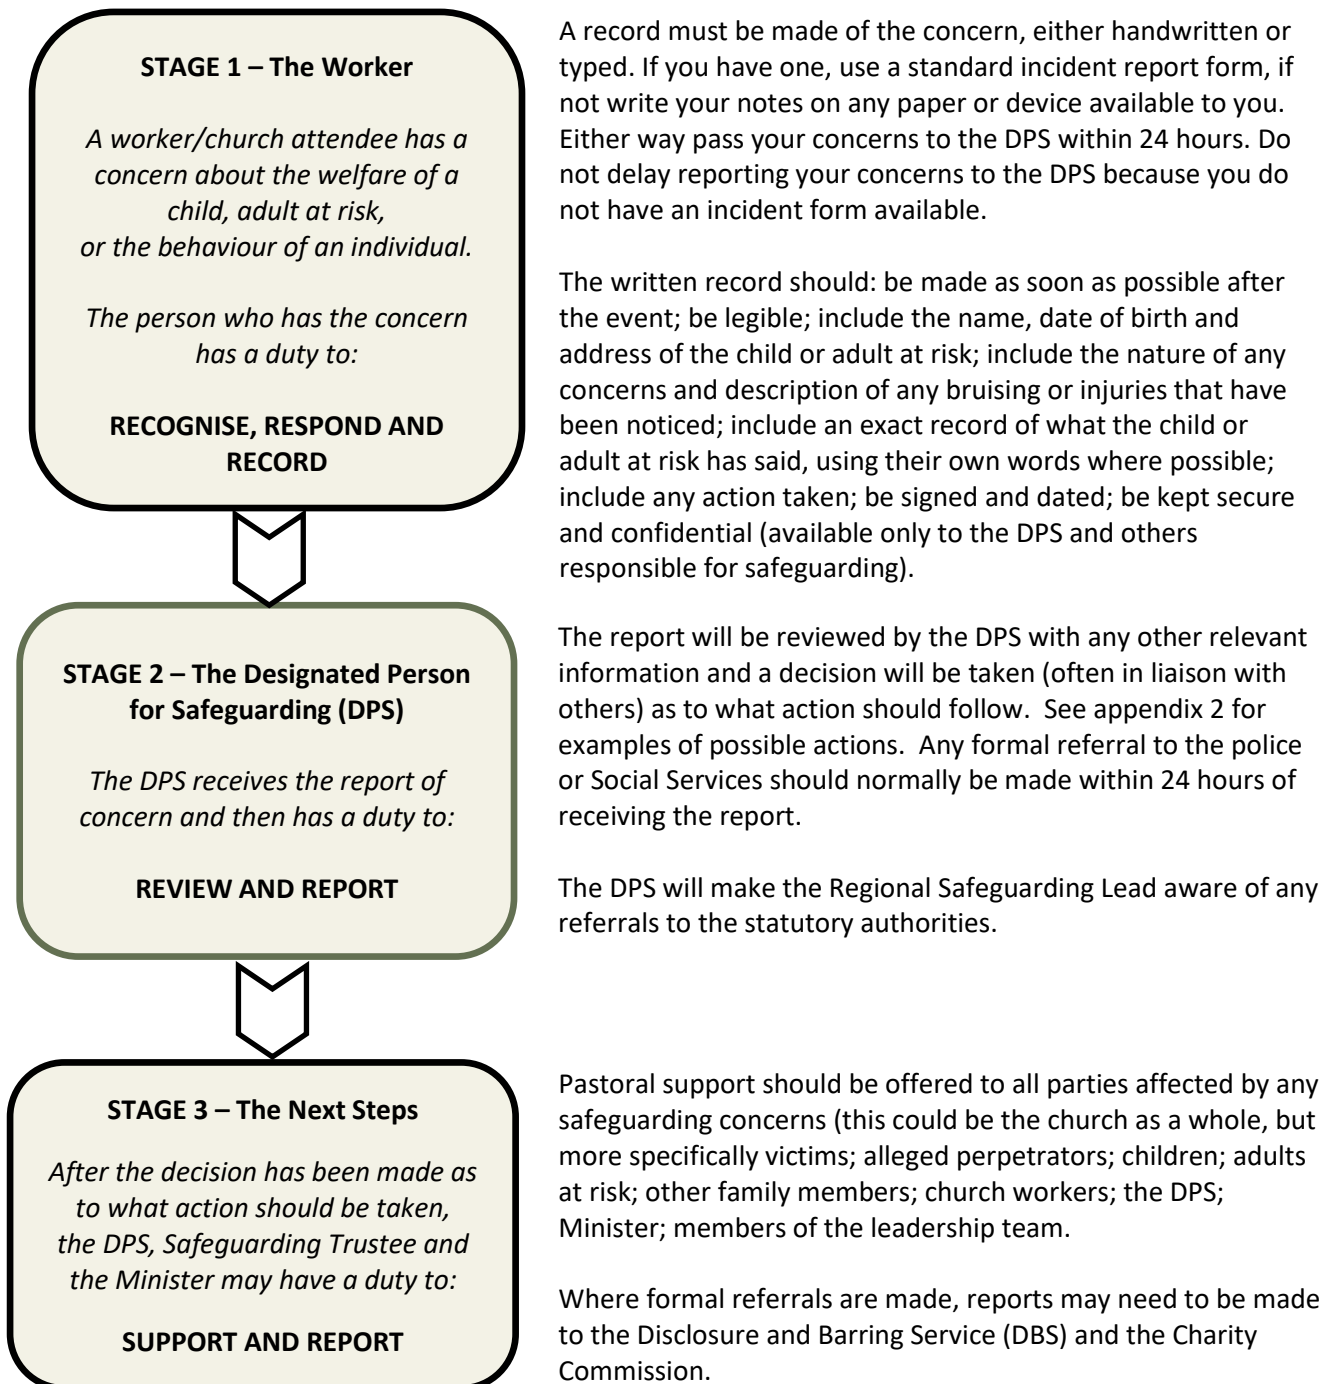 STAGE 1 – The Worker
A worker/church attendee has a
concern about the welfare of a
child, adult at risk,
or the behaviour of an individual.
The person who has the concern
has a duty to:
RECOGNISE, RESPOND AND
RECORD
A record must be made of the concern, either handwritten or
typed. If you have one, use a standard incident report form, if
not write your notes on any paper or device available to you.
Either way pass your concerns to the DPS within 24 hours. Do
not delay reporting your concerns to the DPS because you do
not have an incident form available.
The written record should: be made as soon as possible after
the event; be legible; include the name, date of birth and
address of the child or adult at risk; include the nature of any
concerns and description of any bruising or injuries that have
been noticed; include an exact record of what the child or
adult at risk has said, using their own words where possible;
include any action taken; be signed and dated; be kept secure
and confidential (available only to the DPS and others
responsible for safeguarding).
STAGE 2 – The Designated Person
for Safeguarding (DPS)
The DPS receives the report of
concern and then has a duty to:
REVIEW AND REPORT
The report will be reviewed by the DPS with any other relevant
information and a decision will be taken (often in liaison with
others) as to what action should follow.  See appendix 2 for
examples of possible actions.  Any formal referral to the police
or Social Services should normally be made within 24 hours of
receiving the report.
The DPS will make the Regional Safeguarding Lead aware of any
referrals to the statutory authorities.
STAGE 3 – The Next Steps
After the decision has been made as
to what action should be taken,
the DPS, Safeguarding Trustee and
the Minister may have a duty to:
SUPPORT AND REPORT
Pastoral support should be offered to all parties affected by any
safeguarding concerns (this could be the church as a whole, but
more specifically victims; alleged perpetrators; children; adults
at risk; other family members; church workers; the DPS;
Minister; members of the leadership team.
Where formal referrals are made, reports may need to be made
to the Disclosure and Barring Service (DBS) and the Charity
Commission.